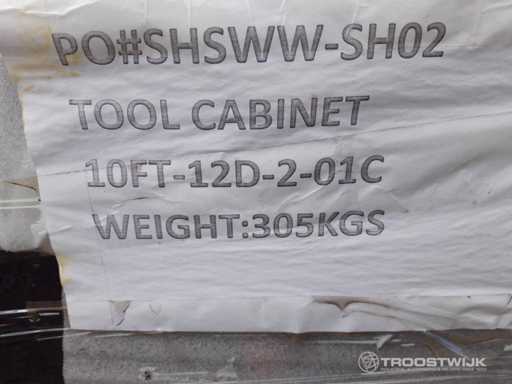 PO#SHSWW-SH02
TOOL CABINET
10FT-12D-2-01C
WEIGHT:305KGS
TROOSTWIJK